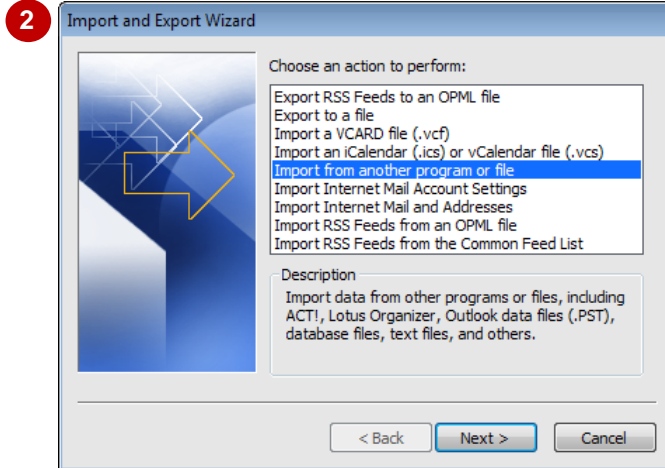 2
Import and Export Wizard
Choose an action to perform:
Export RSS Feeds to an OPML file
Export to a file
Import a VCARD file (.vcf)
Import an iCalendar (.ics) or vCalendar file (.vcs)
Import from another program or file
Import Internet Mail Account Settings
Import Internet Mail and Addresses
Import RSS Feeds from an OPML file
Import RSS Feeds from the Common Feed List
Description
Import data from other programs or files, including
ACT!, Lotus Organizer, Outlook data files (.PST),
database files, text files, and others.
< Back Next > Cancel